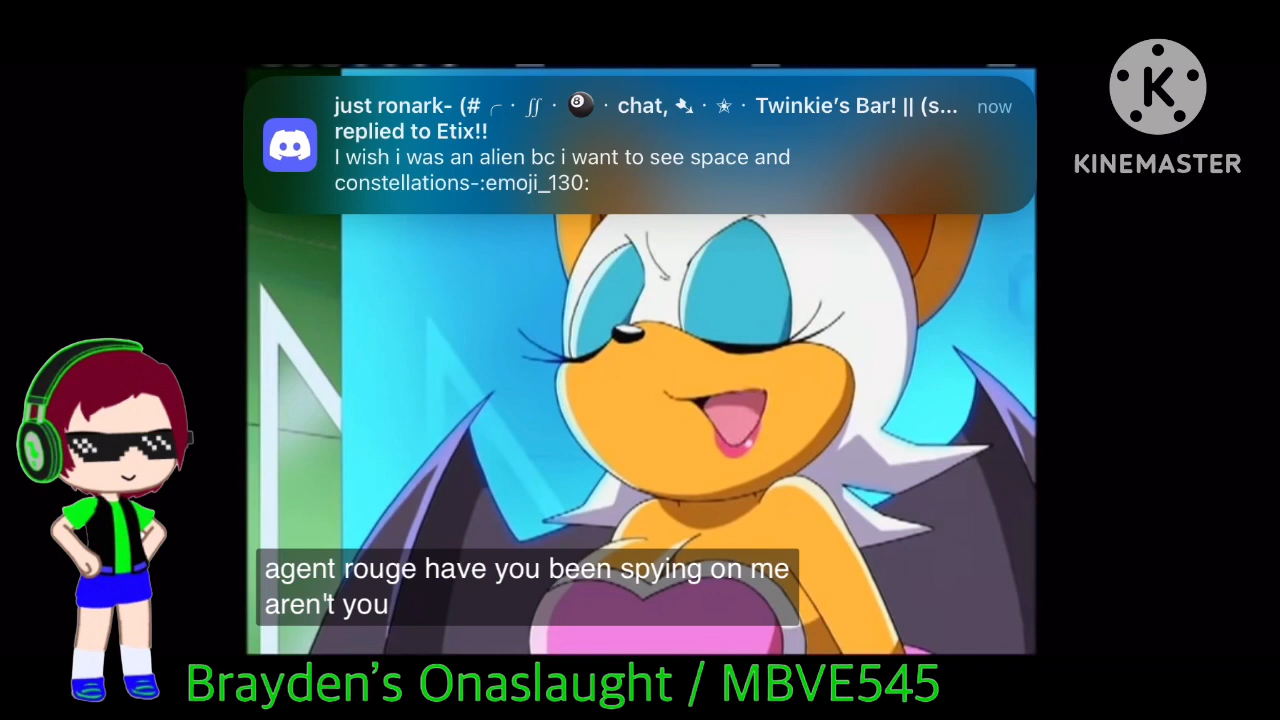 just ronark- (# ╭ · ʃʃ · 🎱 · chat, ➴ · ✯ · Twinkie's Bar! || (s... now
replied to Etix!!
I wish i was an alien bc i want to see space and
constellations-:emoji_130:
K
KINEMASTER
agent rouge have you been spying on me
aren't you
Brayden's Onaslaught / MBVE545